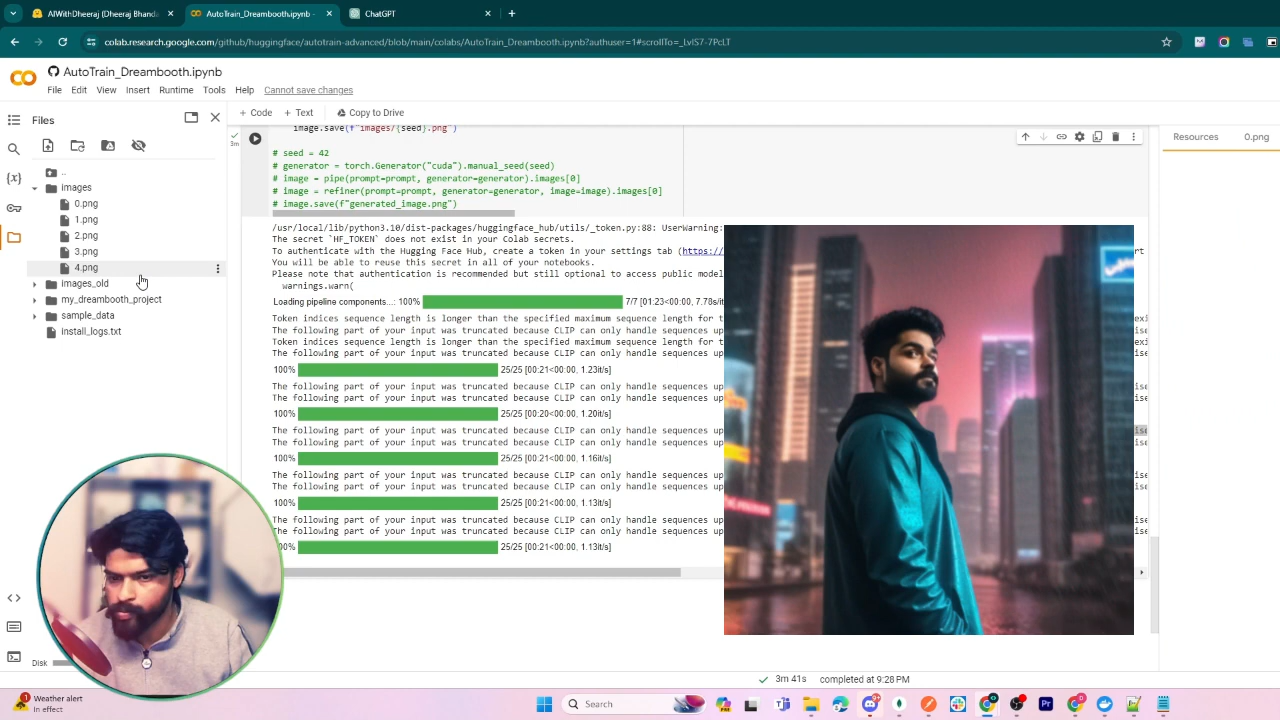 AIWithDheeraj (Dheeraj Bhanda
AutoTrain_Dreambooth.ipynb -
ChatGPT
colab.research.google.com/github/huggingface/autotrain-advanced/blob/main/colabs/AutoTrain_Dreambooth.ipynb?authuser=1#scrollTo=_LvIS7-7PcLT
AutoTrain_Dreambooth.ipynb
File Edit View Insert Runtime Tools Help Cannot save changes
Files
+ Code + Text Copy to Drive
..
images
0.png
1.png
2.png
3.png
4.png
images_old
my_dreambooth_project
sample_data
install_logs.txt
Disk
3m
image.save(f"images/{seed}.png")
# seed = 42
# generator = torch.Generator("cuda").manual_seed(seed)
# image = pipe(prompt=prompt, generator=generator).images[0]
# image = refiner(prompt=prompt, generator=generator, image=image).images[0]
# image.save(f"generated_image.png")
/usr/local/lib/python3.10/dist-packages/huggingface_hub/utils/_token.py:88: UserWarning:
The secret `HF_TOKEN` does not exist in your Colab secrets.
To authenticate with the Hugging Face Hub, create a token in your settings tab (https:/
You will be able to reuse this secret in all of your notebooks.
Please note that authentication is recommended but still optional to access public model
warnings.warn(
Loading pipeline components...: 100% 7/7 [01:23<00:00, 7.78s/it
Token indices sequence length is longer than the specified maximum sequence length for t
The following part of your input was truncated because CLIP can only handle sequences up
Token indices sequence length is longer than the specified maximum sequence length for t
The following part of your input was truncated because CLIP can only handle sequences up
100% 25/25 [00:21<00:00, 1.23it/s]
The following part of your input was truncated because CLIP can only handle sequences up
The following part of your input was truncated because CLIP can only handle sequences up
100% 25/25 [00:20<00:00, 1.20it/s]
The following part of your input was truncated because CLIP can only handle sequences up
The following part of your input was truncated because CLIP can only handle sequences up
100% 25/25 [00:21<00:00, 1.16it/s]
The following part of your input was truncated because CLIP can only handle sequences up
The following part of your input was truncated because CLIP can only handle sequences up
100% 25/25 [00:21<00:00, 1.13it/s]
The following part of your input was truncated because CLIP can only handle sequences up
The following part of your input was truncated because CLIP can only handle sequences up
00% 25/25 [00:21<00:00, 1.13it/s]
Resources 0.png
3m 41s completed at 9:28 PM
Weather alert
In effect
Search